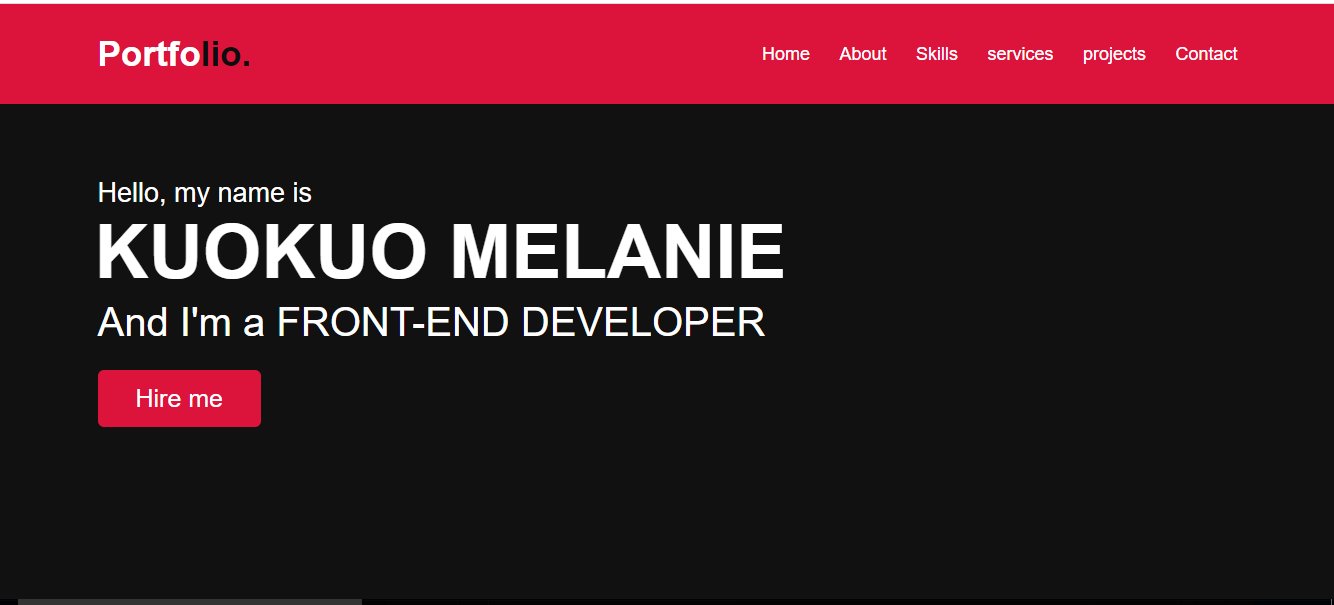 Portfolio. Home About Skills services projects Contact
Hello, my name is
KUOKUO MELANIE
And I'm a FRONT-END DEVELOPER
Hire me